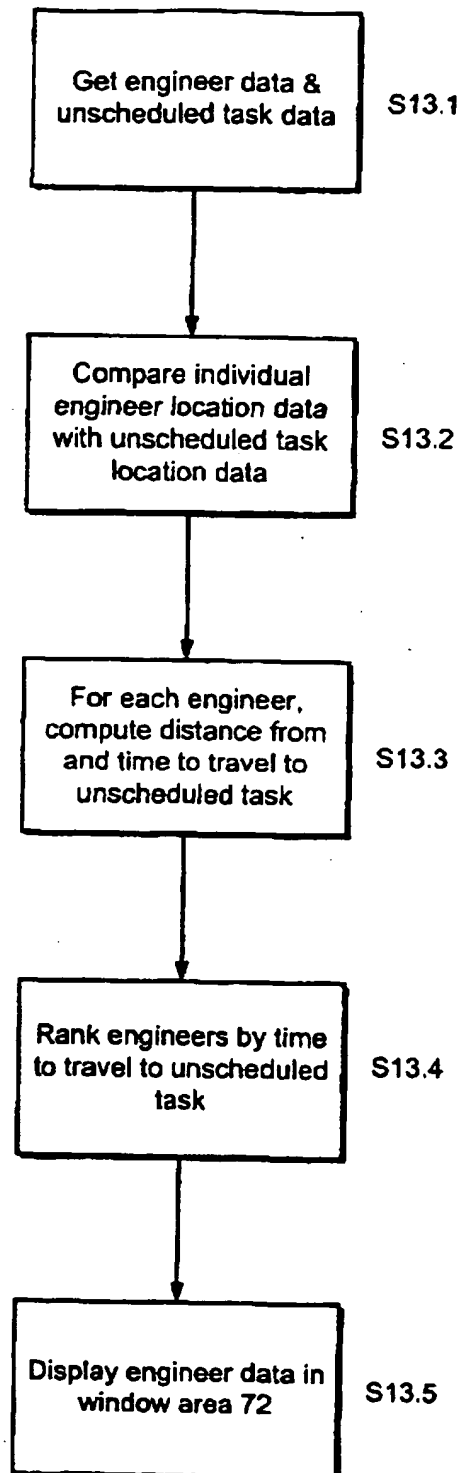 Get engineer data &
unscheduled task data
S13.1
Compare individual
engineer location data
with unscheduled task
location data
S13.2
For each engineer,
compute distance from
and time to travel to
unscheduled task
S13.3
Rank engineers by time
to travel to unscheduled
task
S13.4
Display engineer data in
window area 72
S13.5